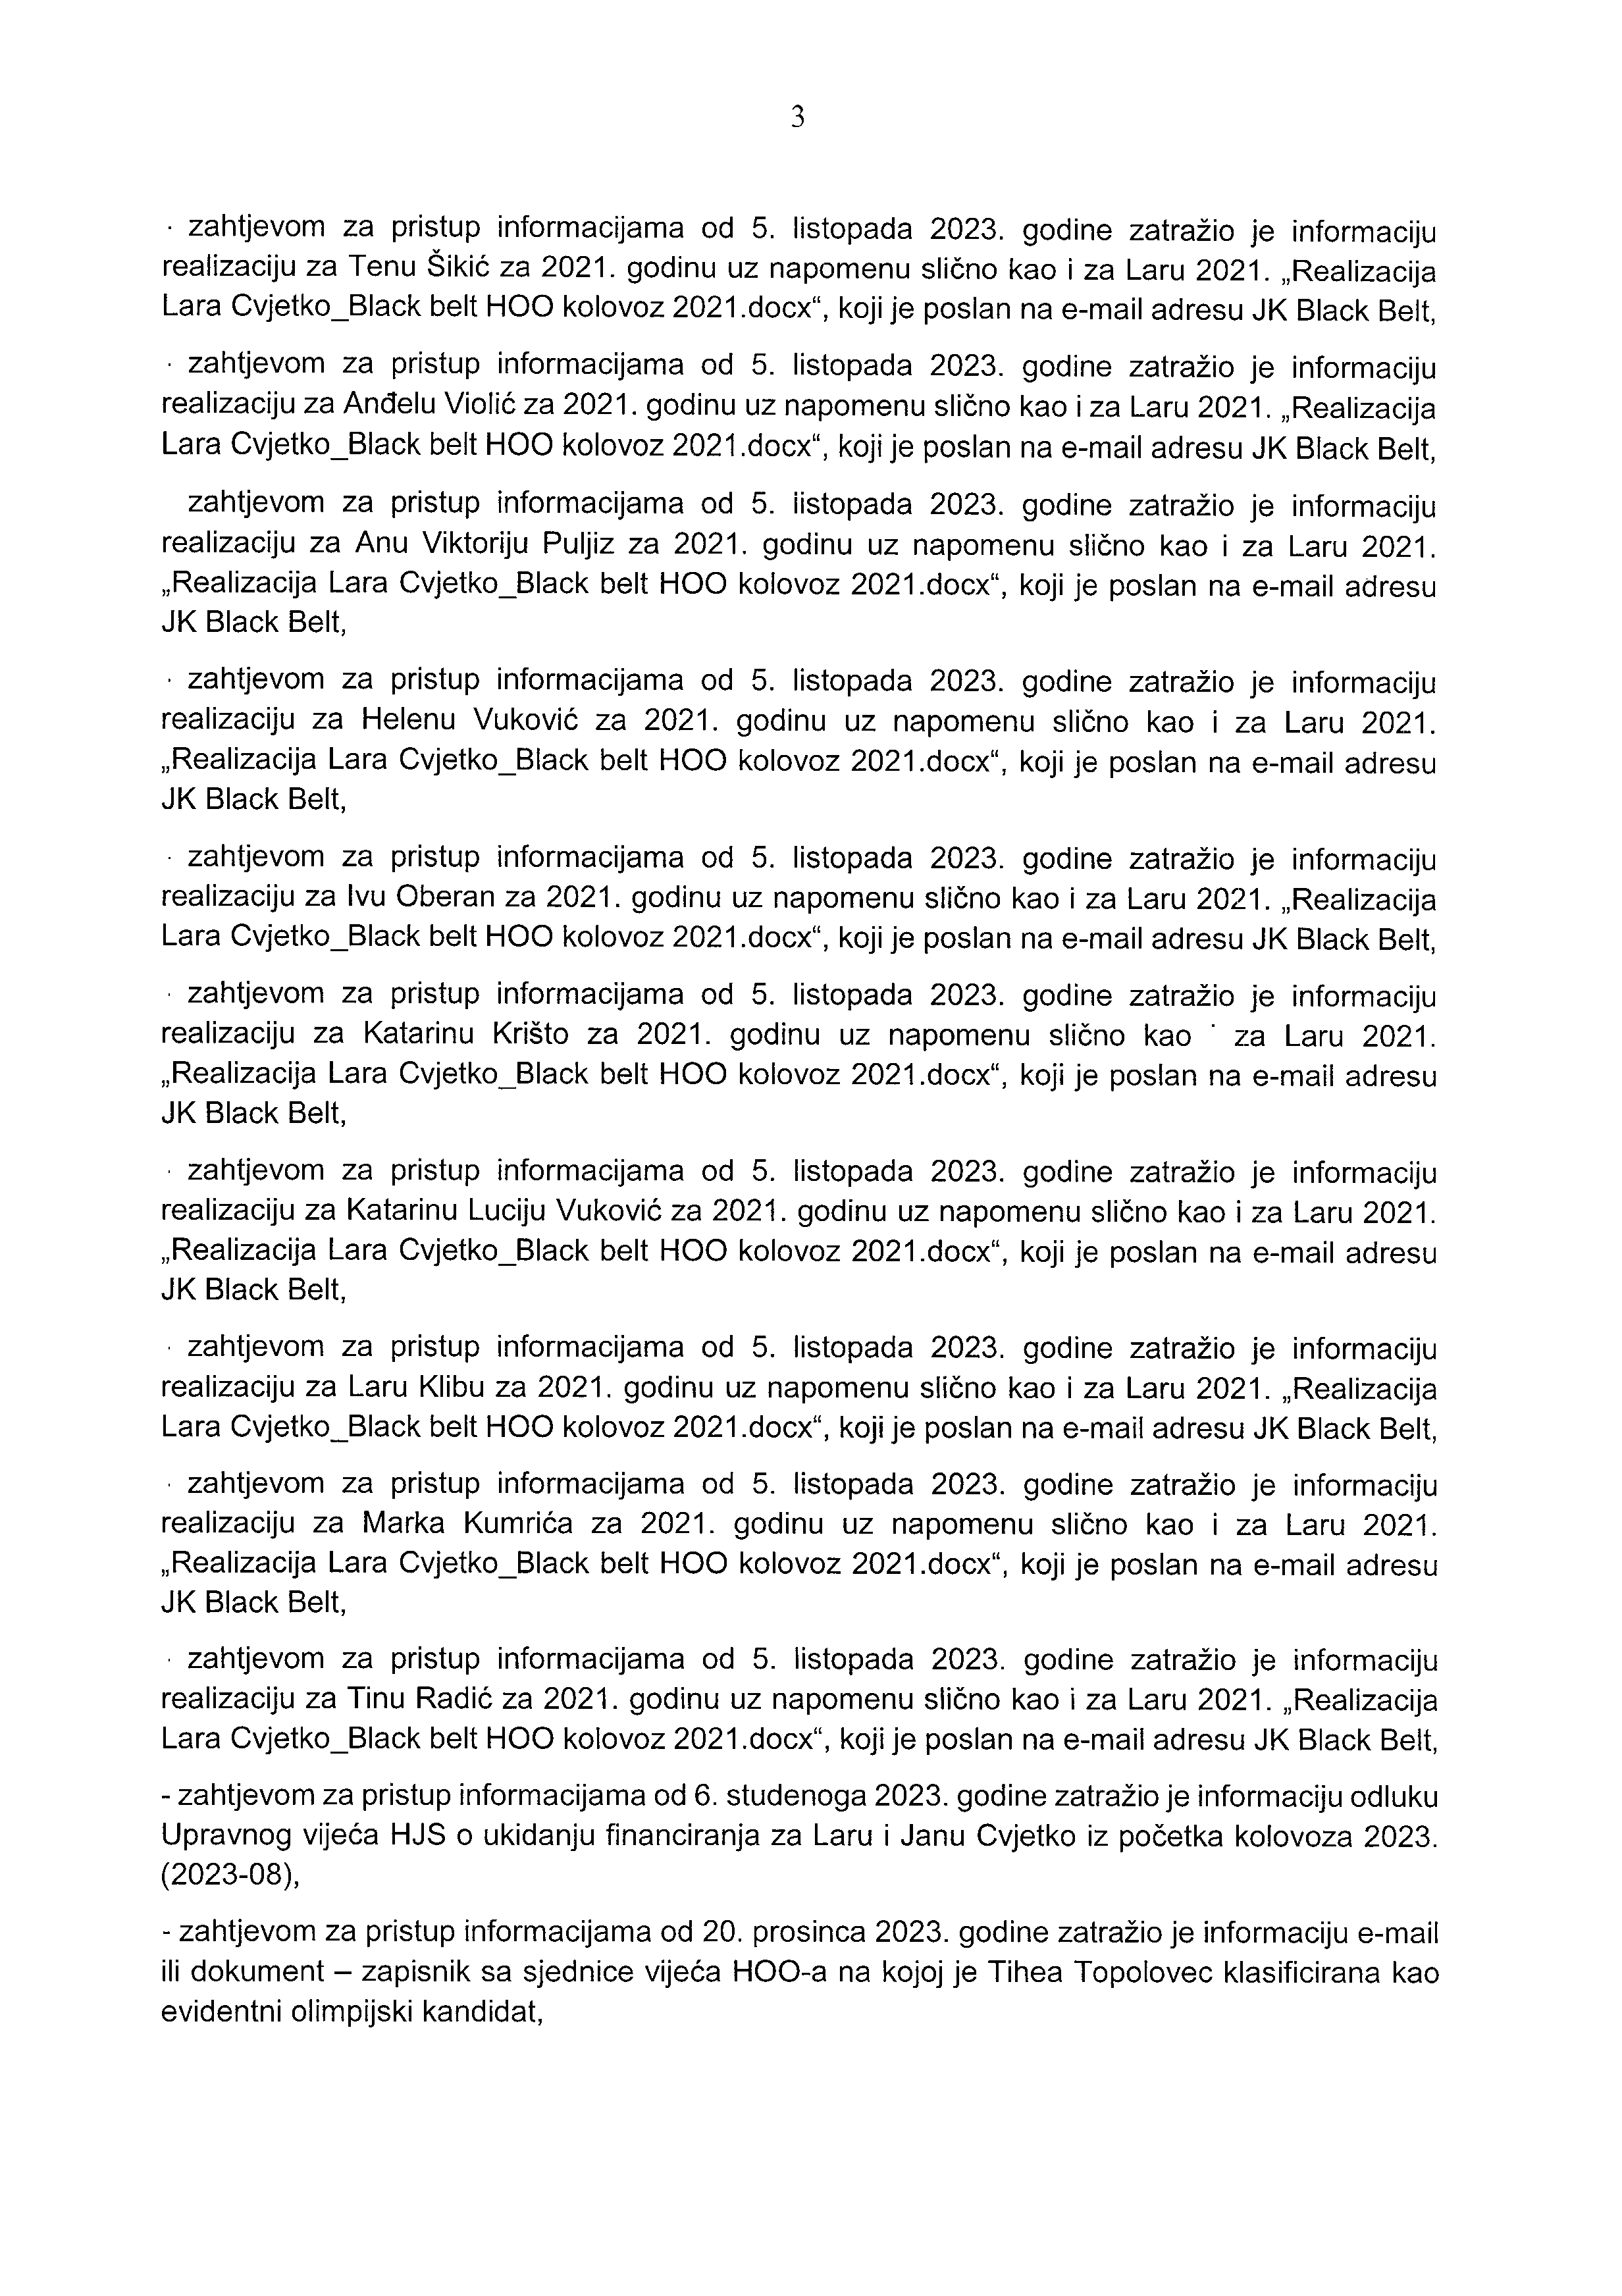 3
· zahtjevom za pristup informacijama od 5. listopada 2023. godine zatražio je informaciju
realizaciju za Tenu Šikić za 2021. godinu uz napomenu slično kao i za Laru 2021. „Realizacija
Lara Cvjetko_Black belt HOO kolovoz 2021.docx“, koji je poslan na e-mail adresu JK Black Belt,
· zahtjevom za pristup informacijama od 5. listopada 2023. godine zatražio je informaciju
realizaciju za Anđelu Violić za 2021. godinu uz napomenu slično kao i za Laru 2021. „Realizacija
Lara Cvjetko_Black belt HOO kolovoz 2021.docx“, koji je poslan na e-mail adresu JK Black Belt,
zahtjevom za pristup informacijama od 5. listopada 2023. godine zatražio je informaciju
realizaciju za Anu Viktoriju Puljiz za 2021. godinu uz napomenu slično kao i za Laru 2021.
„Realizacija Lara Cvjetko_Black belt HOO kolovoz 2021.docx“, koji je poslan na e-mail adresu
JK Black Belt,
· zahtjevom za pristup informacijama od 5. listopada 2023. godine zatražio je informaciju
realizaciju za Helenu Vuković za 2021. godinu uz napomenu slično kao i za Laru 2021.
„Realizacija Lara Cvjetko_Black belt HOO kolovoz 2021.docx“, koji je poslan na e-mail adresu
JK Black Belt,
· zahtjevom za pristup informacijama od 5. listopada 2023. godine zatražio je informaciju
realizaciju za Ivu Oberan za 2021. godinu uz napomenu slično kao i za Laru 2021. „Realizacija
Lara Cvjetko_Black belt HOO kolovoz 2021.docx“, koji je poslan na e-mail adresu JK Black Belt,
· zahtjevom za pristup informacijama od 5. listopada 2023. godine zatražio je informaciju
realizaciju za Katarinu Krišto za 2021. godinu uz napomenu slično kao za Laru 2021.
„Realizacija Lara Cvjetko_Black belt HOO kolovoz 2021.docx“, koji je poslan na e-mail adresu
JK Black Belt,
· zahtjevom za pristup informacijama od 5. listopada 2023. godine zatražio je informaciju
realizaciju za Katarinu Luciju Vuković za 2021. godinu uz napomenu slično kao i za Laru 2021.
„Realizacija Lara Cvjetko_Black belt HOO kolovoz 2021.docx“, koji je poslan na e-mail adresu
JK Black Belt,
· zahtjevom za pristup informacijama od 5. listopada 2023. godine zatražio je informaciju
realizaciju za Laru Klibu za 2021. godinu uz napomenu slično kao i za Laru 2021. „Realizacija
Lara Cvjetko_Black belt HOO kolovoz 2021.docx“, koji je poslan na e-mail adresu JK Black Belt,
· zahtjevom za pristup informacijama od 5. listopada 2023. godine zatražio je informaciju
realizaciju za Marka Kumrića za 2021. godinu uz napomenu slično kao i za Laru 2021.
„Realizacija Lara Cvjetko_Black belt HOO kolovoz 2021.docx“, koji je poslan na e-mail adresu
JK Black Belt,
· zahtjevom za pristup informacijama od 5. listopada 2023. godine zatražio je informaciju
realizaciju za Tinu Radić za 2021. godinu uz napomenu slično kao i za Laru 2021. „Realizacija
Lara Cvjetko_Black belt HOO kolovoz 2021.docx“, koji je poslan na e-mail adresu JK Black Belt,
- zahtjevom za pristup informacijama od 6. studenoga 2023. godine zatražio je informaciju odluku
Upravnog vijeća HJS o ukidanju financiranja za Laru i Janu Cvjetko iz početka kolovoza 2023.
(2023-08),
- zahtjevom za pristup informacijama od 20. prosinca 2023. godine zatražio je informaciju e-mail
ili dokument – zapisnik sa sjednice vijeća HOO-a na kojoj je Tihea Topolovec klasificirana kao
evidentni olimpijski kandidat,